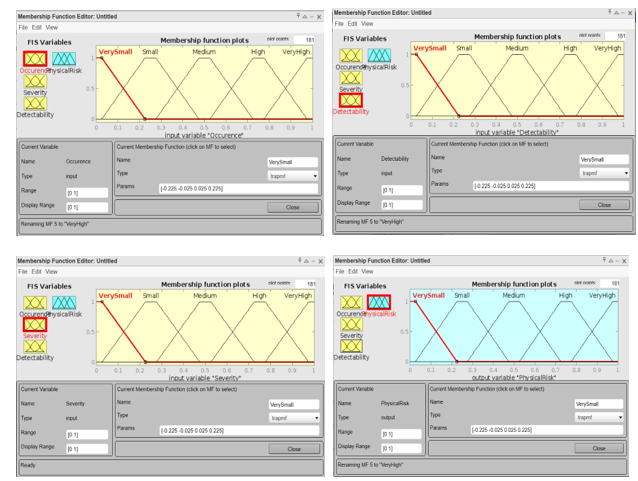 Membership Function Editor: Untitled
File Edit View
FIS Variables
Membership function plots
plot points: 181
VerySmall Small Medium High VeryHigh
Occurence PhysicalRisk
Severity
Detectability
1
0.5
0
0 0.1 0.2 0.3 0.4 0.5 0.6 0.7 0.8 0.9 1
input variable "Occurence"
Current Variable
Current Membership Function (click on MF to select)
Name Occurence
Name VerySmall
Type input
Type trapmf
Params [-0.225 -0.025 0.025 0.225]
Range [0 1]
Display Range [0 1]
Close
Renaming MF 5 to "VeryHigh"
Membership Function Editor: Untitled
File Edit View
FIS Variables
Membership function plots
plot points: 181
VerySmall Small Medium High VeryHigh
Occurence PhysicalRisk
Severity
Detectability
1
0.5
0
0 0.1 0.2 0.3 0.4 0.5 0.6 0.7 0.8 0.9 1
input variable "Detectability"
Current Variable
Current Membership Function (click on MF to select)
Name Detectability
Name VerySmall
Type input
Type trapmf
Params [-0.225 -0.025 0.025 0.225]
Range [0 1]
Display Range [0 1]
Close
Renaming MF 5 to "VeryHigh"
Membership Function Editor: Untitled
File Edit View
FIS Variables
Membership function plots
plot points: 181
VerySmall Small Medium High VeryHigh
Occurence PhysicalRisk
Severity
Detectability
1
0.5
0
0 0.1 0.2 0.3 0.4 0.5 0.6 0.7 0.8 0.9 1
input variable "Severity"
Current Variable
Current Membership Function (click on MF to select)
Name Severity
Name VerySmall
Type input
Type trapmf
Params [-0.225 -0.025 0.025 0.225]
Range [0 1]
Display Range [0 1]
Close
Ready
Membership Function Editor: Untitled
File Edit View
FIS Variables
Membership function plots
plot points: 181
VerySmall Small Medium High VeryHigh
Occurence PhysicalRisk
Severity
Detectability
1
0.5
0
0 0.1 0.2 0.3 0.4 0.5 0.6 0.7 0.8 0.9 1
output variable "PhysicalRisk"
Current Variable
Current Membership Function (click on MF to select)
Name PhysicalRisk
Name VerySmall
Type output
Type trapmf
Params [-0.225 -0.025 0.025 0.225]
Range [0 1]
Display Range [0 1]
Close
Renaming MF 5 to "VeryHigh"